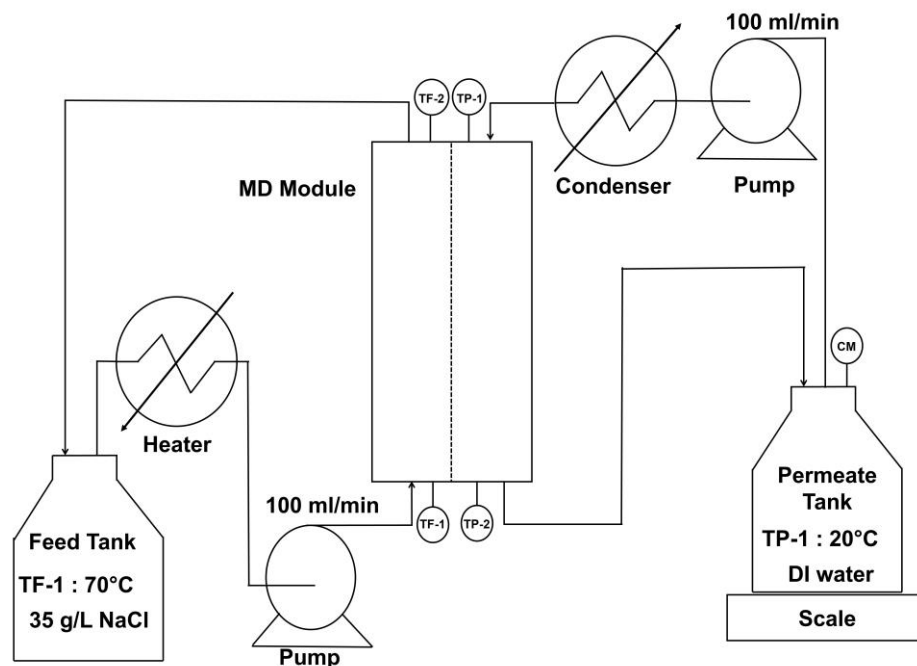 100 ml/min
TF-2
TP-1
MD Module
Condenser
Pump
CM
Heater
Permeate
Tank
TP-1 : 20°C
DI water
Scale
100 ml/min
TF-1
TP-2
Feed Tank
TF-1 : 70°C
35 g/L NaCl
Pump